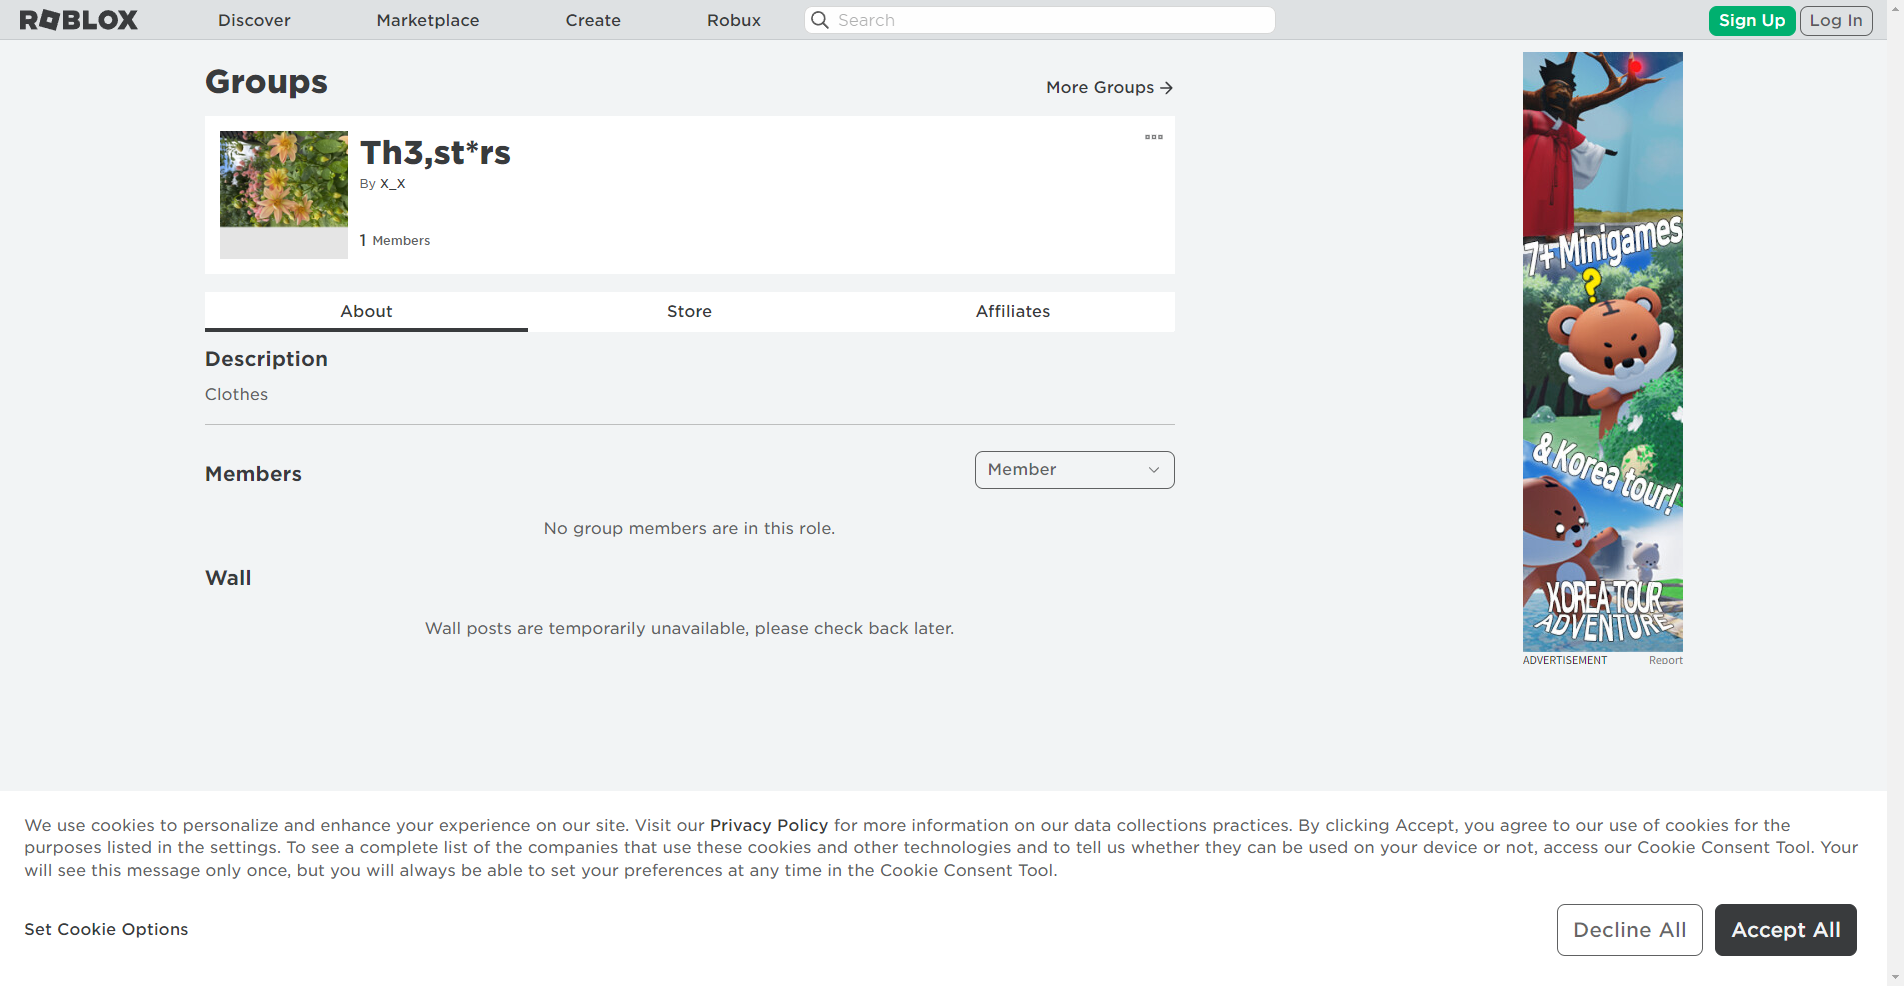 ROBLOX
Discover
Marketplace
Create
Robux
Search
Sign Up
Log In
Groups
More Groups
Th3,st*rs
By X_X
1 Members
About
Store
Affiliates
Description
Clothes
Members
Member
No group members are in this role.
Wall
Wall posts are temporarily unavailable, please check back later.
7+ Minigames
?
& Korea tour!
KOREA TOUR
ADVENTURE
ADVERTISEMENT
Report
We use cookies to personalize and enhance your experience on our site. Visit our Privacy Policy for more information on our data collections practices. By clicking Accept, you agree to our use of cookies for the
purposes listed in the settings. To see a complete list of the companies that use these cookies and other technologies and to tell us whether they can be used on your device or not, access our Cookie Consent Tool. Your
will see this message only once, but you will always be able to set your preferences at any time in the Cookie Consent Tool.
Set Cookie Options
Decline All
Accept All